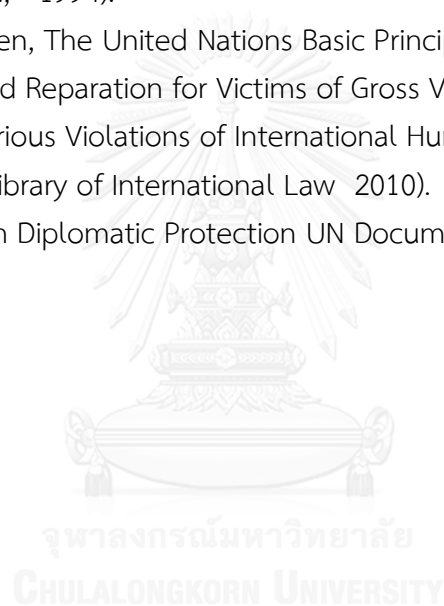 1994).
en, The United Nations Basic Princip
d Reparation for Victims of Gross V
rious Violations of International Hu
ibrary of International Law  2010).
n Diplomatic Protection UN Docum
จุฬาลงกรณ์มหาวิทยาลัย
CHULALONGKORN UNIVERSITY